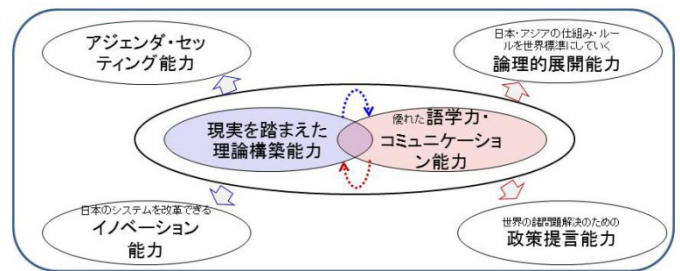 アジェンダ・セッ
ティング能力
日本・アジアの仕組み・ルー
ルを世界標準にしていく
論理的展開能力
現実を踏まえた
理論構築能力
優れた語学力・
コミュニケーショ
ン能力
日本のシステムを改革できる
イノベーション
能力
世界の諸問題解決のための
政策提言能力